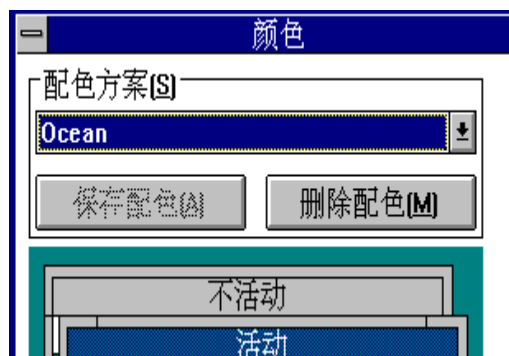 颜色
配色方案(S)
Ocean
保存配色(A)
删除配色(M)
不活动
活动